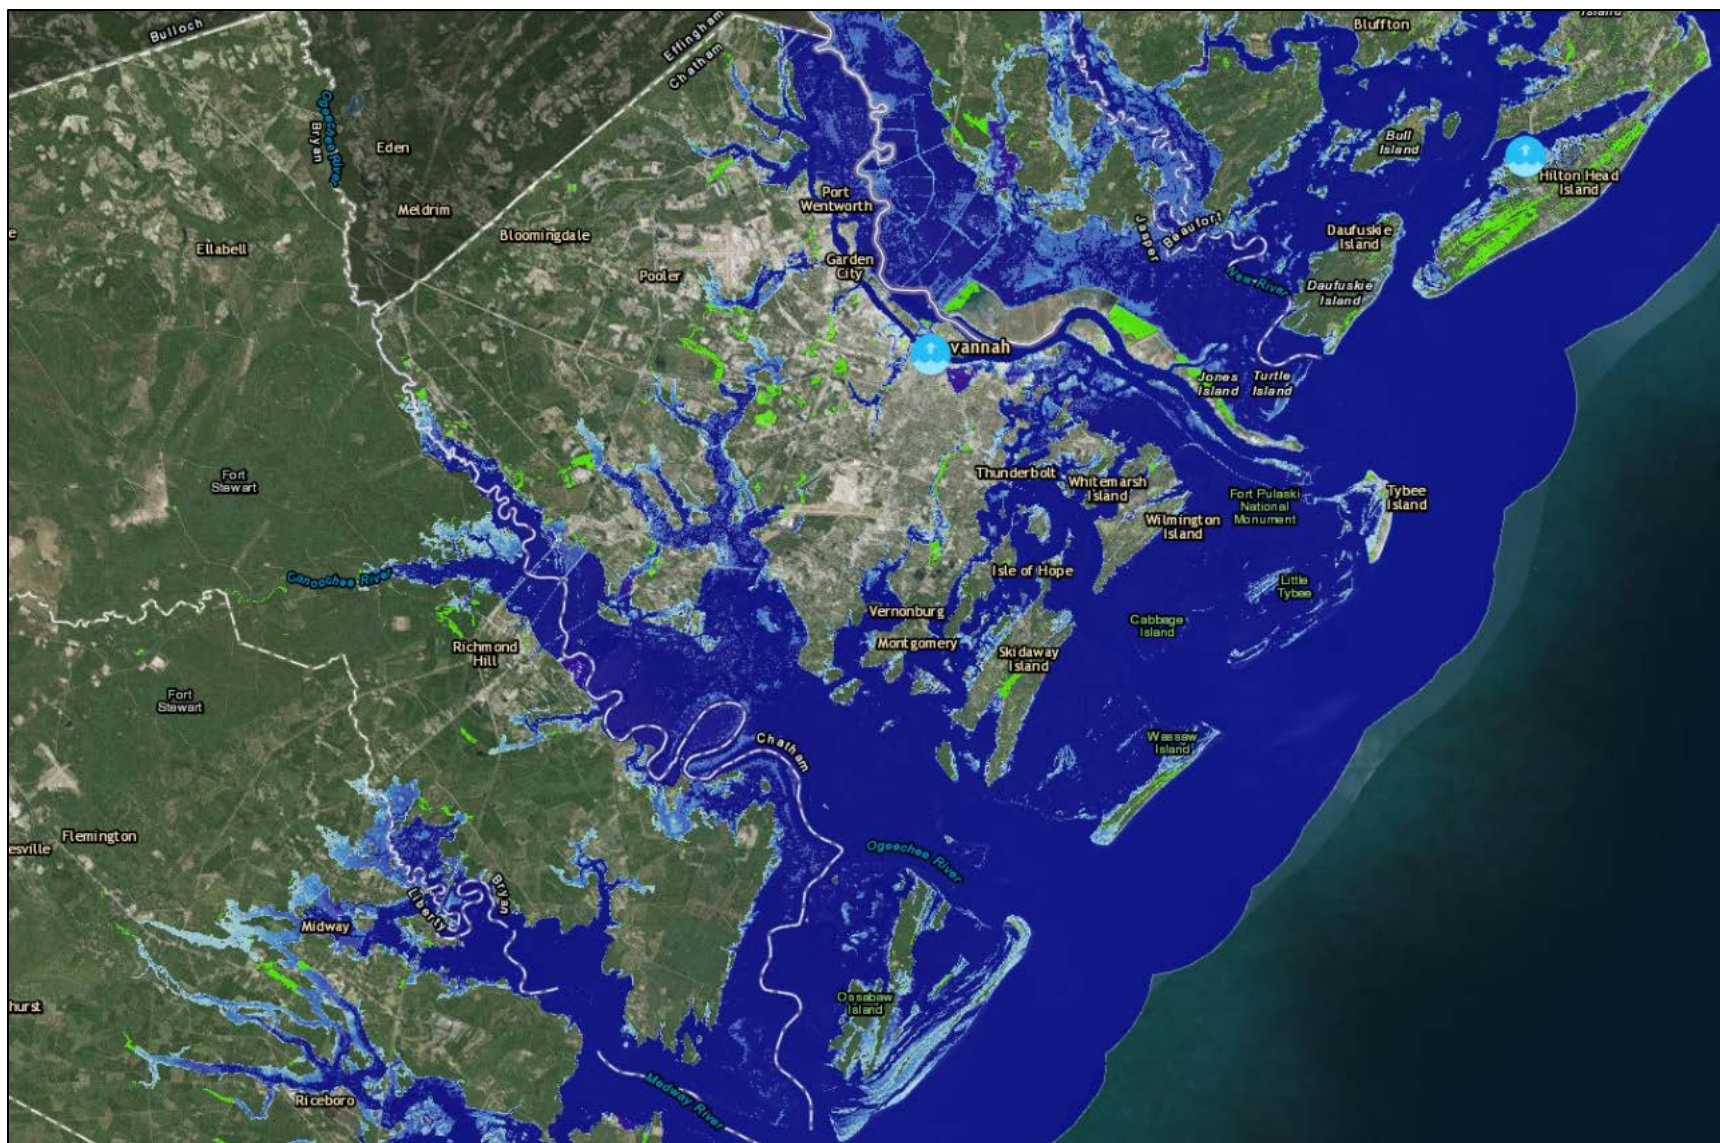 Bulloch
Effingham
Chatham
Bluffton
Island
Ogeechee River
Bryan
Eden
Bull
Island
Hilton Head
Island
Port
Wentworth
Meldrim
Jasper
Beaufort
Daufuskie
Island
Ellabell
Bloomingdale
Garden
City
Pooler
New River
Daufuskie
Island
vannah
Jones
Island
Turtle
Island
Fort
Stewart
Thunderbolt
Whitemarsh
Island
Fort Pulaski
National
Monument
Tybee
Island
Wilmington
Island
Canoochee River
Isle of Hope
Little
Tybee
Vernonburg
Cabbage
Island
Richmond
Hill
Montgomery
Skidaway
Island
Fort
Stewart
Chatham
Wassaw
Island
Flemington
esville
Ogeechee River
Bryan
Liberty
Midway
hurst
Ossabaw
Island
Medway River
Riceboro